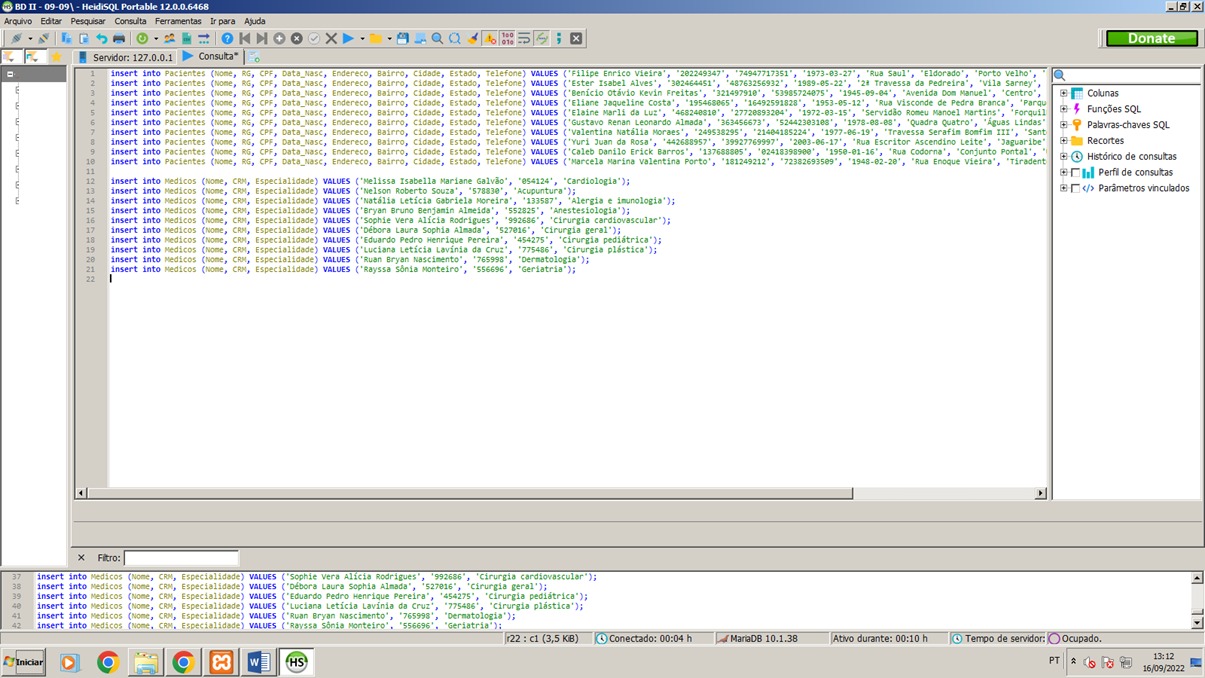 BD II - 09-09\ - HeidiSQL Portable 12.0.0.6468
Arquivo Editar Pesquisar Consulta Ferramentas Ir para Ajuda
Donate
Servidor: 127.0.0.1 Consulta*
1 insert into Pacientes (Nome, RG, CPF, Data_Nasc, Endereco, Bairro, Cidade, Estado, Telefone) VALUES ('Filipe Enrico Vieira', '202249347', '74947717351', '1973-03-27', 'Rua Saul', 'Eldorado', 'Porto Velho', '
2 insert into Pacientes (Nome, RG, CPF, Data_Nasc, Endereco, Bairro, Cidade, Estado, Telefone) VALUES ('Ester Isabel Alves', '302464451', '48763256932', '1989-05-22', '2ª Travessa da Pedreira', 'Vila Sarney',
3 insert into Pacientes (Nome, RG, CPF, Data_Nasc, Endereco, Bairro, Cidade, Estado, Telefone) VALUES ('Benício Otávio Kevin Freitas', '321497910', '53985724075', '1945-09-04', 'Avenida Dom Manuel', 'Centro',
4 insert into Pacientes (Nome, RG, CPF, Data_Nasc, Endereco, Bairro, Cidade, Estado, Telefone) VALUES ('Eliane Jaqueline Costa', '195468065', '16492591828', '1953-05-12', 'Rua Visconde de Pedra Branca', 'Parqu
5 insert into Pacientes (Nome, RG, CPF, Data_Nasc, Endereco, Bairro, Cidade, Estado, Telefone) VALUES ('Elaine Marli da Luz', '468240810', '27720893204', '1972-03-15', 'Servidão Romeu Manoel Martins', 'Forquil
6 insert into Pacientes (Nome, RG, CPF, Data_Nasc, Endereco, Bairro, Cidade, Estado, Telefone) VALUES ('Gustavo Renan Leonardo Almada', '363456673', '52442303108', '1978-08-08', 'Quadra Quatro', 'Águas Lindas
7 insert into Pacientes (Nome, RG, CPF, Data_Nasc, Endereco, Bairro, Cidade, Estado, Telefone) VALUES ('Valentina Natália Moraes', '249538295', '21404185224', '1977-06-19', 'Travessa Serafim Bomfim III', 'Sant
8 insert into Pacientes (Nome, RG, CPF, Data_Nasc, Endereco, Bairro, Cidade, Estado, Telefone) VALUES ('Yuri Juan da Rosa', '442688957', '39927769997', '2003-06-17', 'Rua Escritor Ascendino Leite', 'Jaguaribe'
9 insert into Pacientes (Nome, RG, CPF, Data_Nasc, Endereco, Bairro, Cidade, Estado, Telefone) VALUES ('Caleb Danilo Erick Barros', '137688805', '02418398900', '1950-01-16', 'Rua Codorna', 'Conjunto Pontal', '
10 insert into Pacientes (Nome, RG, CPF, Data_Nasc, Endereco, Bairro, Cidade, Estado, Telefone) VALUES ('Marcela Marina Valentina Porto', '181249212', '72382693509', '1948-02-20', 'Rua Enoque Vieira', 'Tiradent
11
12 insert into Medicos (Nome, CRM, Especialidade) VALUES ('Melissa Isabella Mariane Galvão', '054124', 'Cardiologia');
13 insert into Medicos (Nome, CRM, Especialidade) VALUES ('Nelson Roberto Souza', '578830', 'Acupuntura');
14 insert into Medicos (Nome, CRM, Especialidade) VALUES ('Natália Letícia Gabriela Moreira', '133587', 'Alergia e imunologia');
15 insert into Medicos (Nome, CRM, Especialidade) VALUES ('Bryan Bruno Benjamin Almeida', '552825', 'Anestesiologia');
16 insert into Medicos (Nome, CRM, Especialidade) VALUES ('Sophie Vera Alícia Rodrigues', '992686', 'Cirurgia cardiovascular');
17 insert into Medicos (Nome, CRM, Especialidade) VALUES ('Débora Laura Sophia Almada', '527016', 'Cirurgia geral');
18 insert into Medicos (Nome, CRM, Especialidade) VALUES ('Eduardo Pedro Henrique Pereira', '454275', 'Cirurgia pediátrica');
19 insert into Medicos (Nome, CRM, Especialidade) VALUES ('Luciana Letícia Lavínia da Cruz', '775486', 'Cirurgia plástica');
20 insert into Medicos (Nome, CRM, Especialidade) VALUES ('Ruan Bryan Nascimento', '765998', 'Dermatologia');
21 insert into Medicos (Nome, CRM, Especialidade) VALUES ('Rayssa Sônia Monteiro', '556696', 'Geriatria');
22
Colunas
Funções SQL
Palavras-chaves SQL
Recortes
Histórico de consultas
Perfil de consultas
Parâmetros vinculados
Filtro:
37 insert into Medicos (Nome, CRM, Especialidade) VALUES ('Sophie Vera Alícia Rodrigues', '992686', 'Cirurgia cardiovascular');
38 insert into Medicos (Nome, CRM, Especialidade) VALUES ('Débora Laura Sophia Almada', '527016', 'Cirurgia geral');
39 insert into Medicos (Nome, CRM, Especialidade) VALUES ('Eduardo Pedro Henrique Pereira', '454275', 'Cirurgia pediátrica');
40 insert into Medicos (Nome, CRM, Especialidade) VALUES ('Luciana Letícia Lavínia da Cruz', '775486', 'Cirurgia plástica');
41 insert into Medicos (Nome, CRM, Especialidade) VALUES ('Ruan Bryan Nascimento', '765998', 'Dermatologia');
42 insert into Medicos (Nome, CRM, Especialidade) VALUES ('Rayssa Sônia Monteiro', '556696', 'Geriatria');
r22 : c1 (3,5 KiB) Conectado: 00:04 h MariaDB 10.1.38 Ativo durante: 00:10 h Tempo de servidor: Ocupado.
Iniciar HS PT 13:12
16/09/2022